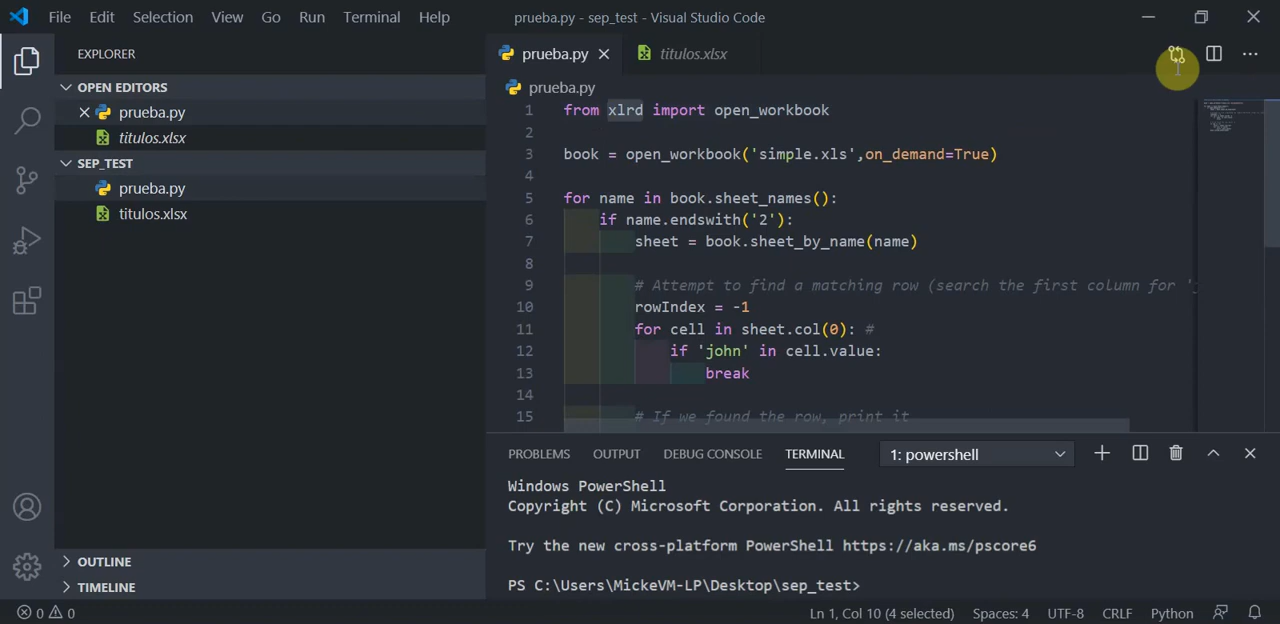 File Edit Selection View Go Run Terminal Help prueba.py - sep_test - Visual Studio Code
EXPLORER
OPEN EDITORS
prueba.py
titulos.xlsx
SEP_TEST
prueba.py
titulos.xlsx
OUTLINE
TIMELINE
prueba.py titulos.xlsx
prueba.py
1 from xlrd import open_workbook
2
3 book = open_workbook('simple.xls',on_demand=True)
4
5 for name in book.sheet_names():
6 if name.endswith('2'):
7 sheet = book.sheet_by_name(name)
8
9 # Attempt to find a matching row (search the first column for '
10 rowIndex = -1
11 for cell in sheet.col(0): #
12 if 'john' in cell.value:
13 break
14
15 # If we found the row, print it
PROBLEMS OUTPUT DEBUG CONSOLE TERMINAL 1: powershell
Windows PowerShell
Copyright (C) Microsoft Corporation. All rights reserved.
Try the new cross-platform PowerShell https://aka.ms/pscore6
PS C:\Users\MickeVM-LP\Desktop\sep_test>
0 0 Ln 1, Col 10 (4 selected) Spaces: 4 UTF-8 CRLF Python